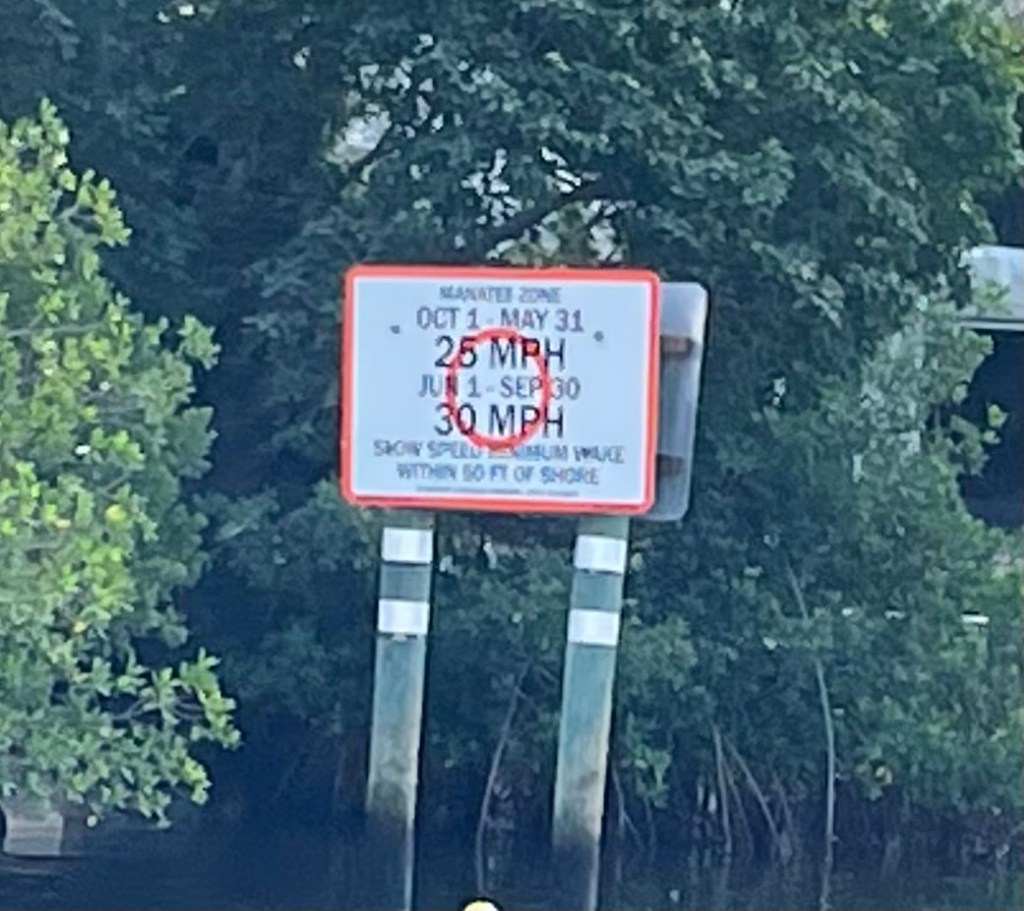 MANATEE ZONE
OCT 1 - MAY 31
25 MPH
JUN 1 - SEP 30
30 MPH
SLOW SPEED MINIMUM WAKE
WITHIN 50 FT OF SHORE